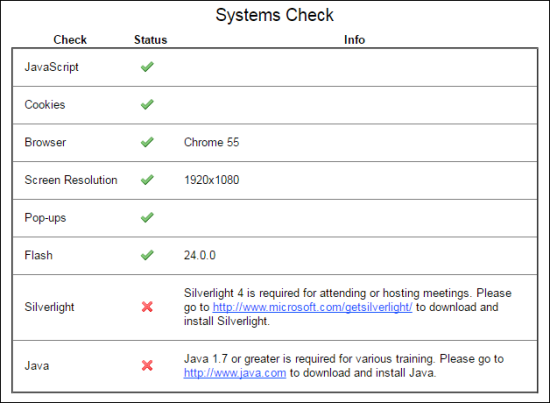 Systems Check
Check Status Info
JavaScript
Cookies
Browser Chrome 55
Screen Resolution 1920x1080
Pop-ups
Flash 24.0.0
Silverlight 4 is required for attending or hosting meetings. Please
Silverlight go to http://www.microsoft.com/getsilverlight/ to download and
install Silverlight.
Java 1.7 or greater is required for various training. Please go to
Java http://www.java.com to download and install Java.